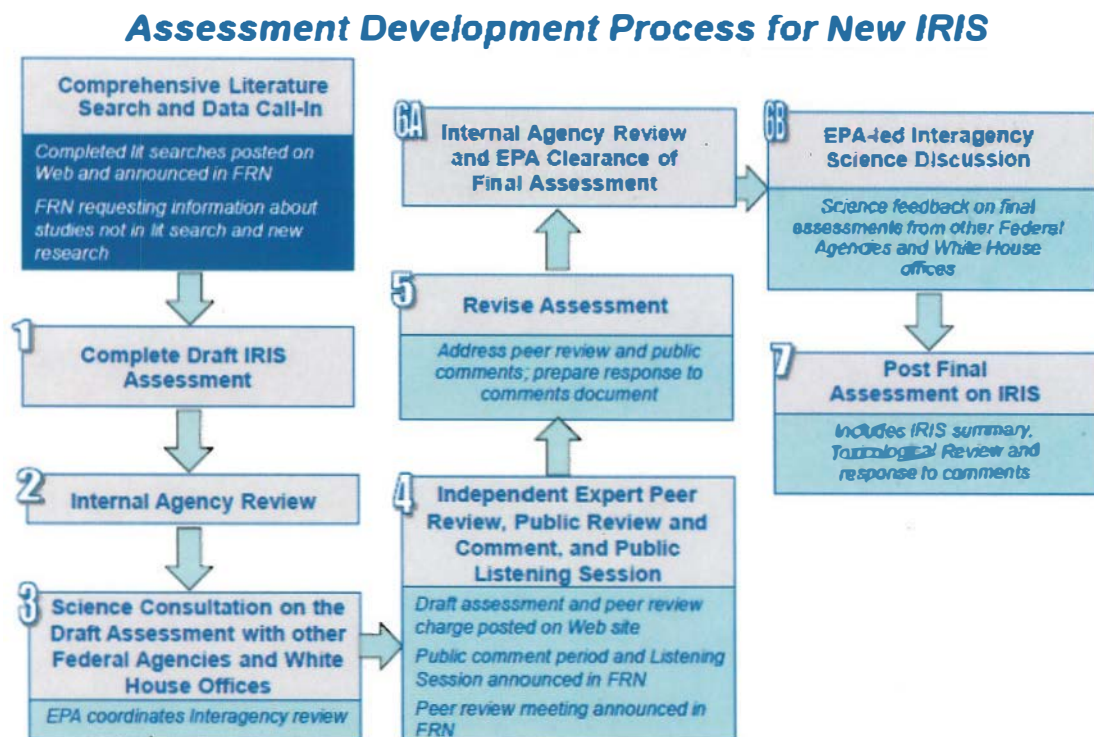 Assessment Development Process for New IRIS
Comprehensive Literature
Search and Data Call-In
Completed lit searches posted on
Web and announced in FRN
FRN requesting information about
studies not in lit search and new
research
1
Complete Draft IRIS
Assessment
2
Internal Agency Review
3
Science Consultation on the
Draft Assessment with other
Federal Agencies and White
House Offices
EPA coordinates Interagency review
4
Independent Expert Peer
Review, Public Review and
Comment, and Public
Listening Session
Draft assessment and peer review
charge posted on Web site
Public comment period and Listening
Session announced in FRN
Peer review meeting announced in
FRN
5
Revise Assessment
Address peer review and public
comments; prepare response to
comments document
6A
Internal Agency Review
and EPA Clearance of
Final Assessment
6B
EPA-led Interagency
Science Discussion
Science feedback on final
assessments from other Federal
Agencies and White House
offices
7
Post Final
Assessment on IRIS
Includes IRIS summary,
Toxicological Review and
response to comments